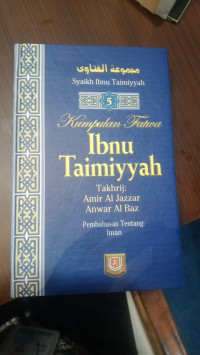 مجموعة الفتاوى
Syaikh Ibnu Taimiyyah
5
Kumpulan Fatwa
Ibnu
Taimiyyah
Takhrij:
Amir Al Jazzar
Anwar Al Baz
Pembahasan Tentang:
Iman